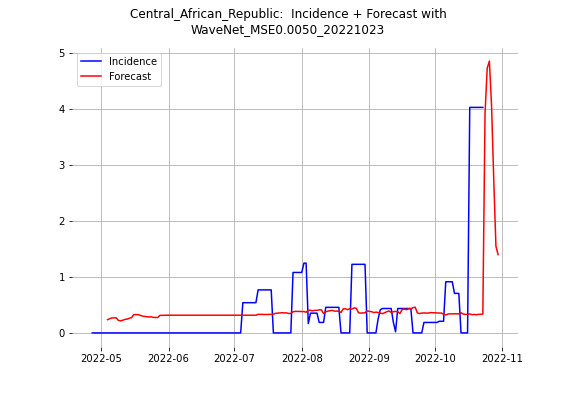 Central_African_Republic:  Incidence + Forecast with
WaveNet_MSE0.0050_20221023
Incidence
Forecast
5
4
3
2
1
0
2022-05 2022-06 2022-07 2022-08 2022-09 2022-10 2022-11